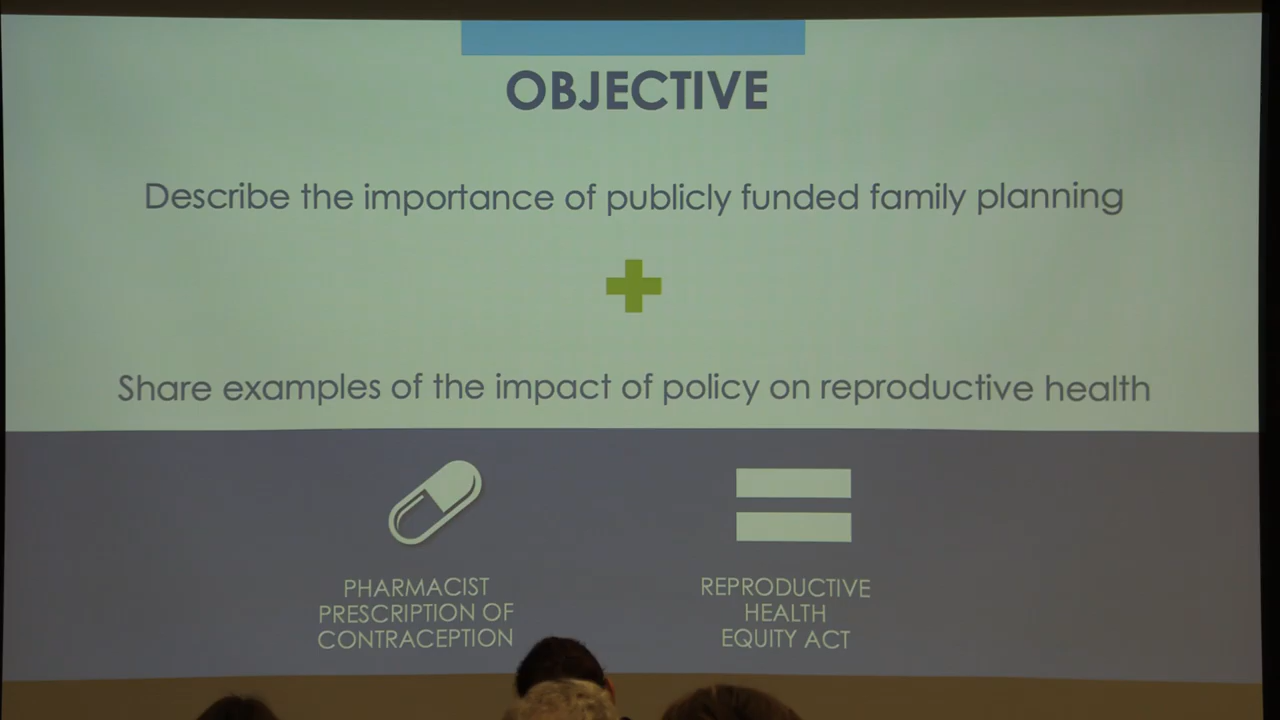 OBJECTIVE
Describe the importance of publicly funded family planning
Share examples of the impact of policy on reproductive health
PHARMACIST
PRESCRIPTION OF
CONTRACEPTION
REPRODUCTIVE
HEALTH
EQUITY ACT